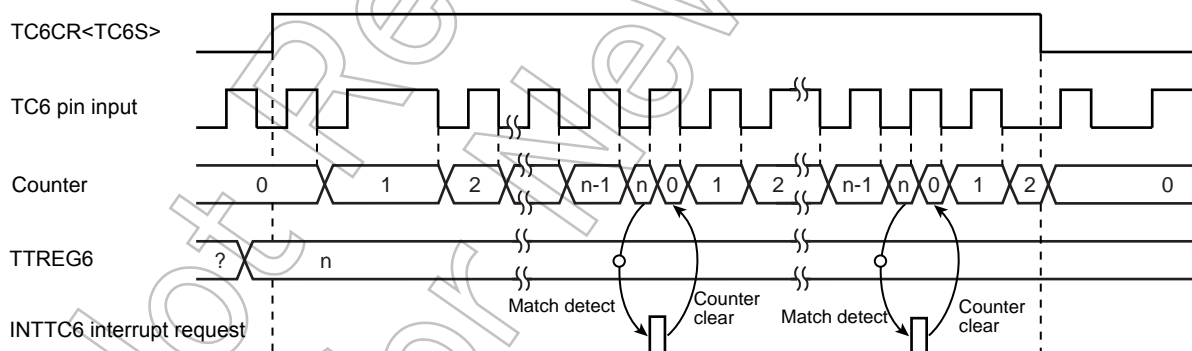 TC6CR<TC6S>
TC6 pin input
Counter
0 1 2 n-1 n 0 1 2 n-1 n 0 1 2 0
TTREG6
? n
Match detect
Counter
clear
Match detect
Counter
clear
INTTC6 interrupt request